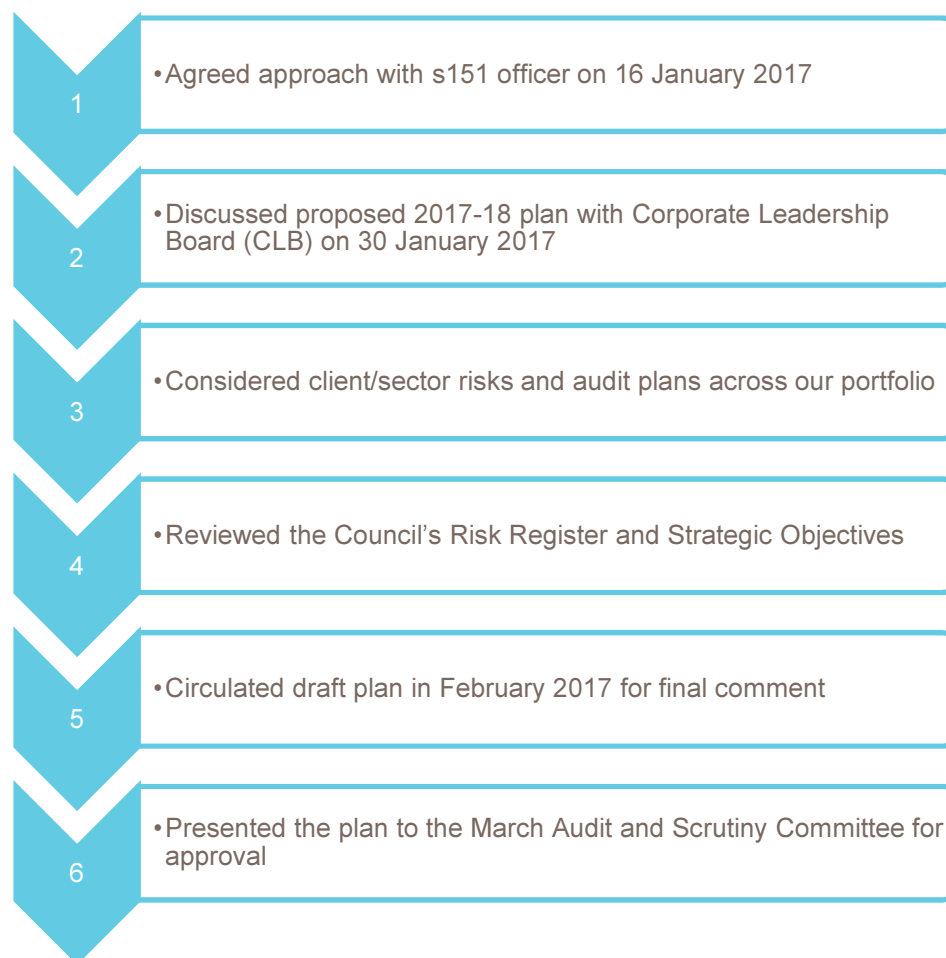 1
•Agreed approach with s151 officer on 16 January 2017
2
•Discussed proposed 2017-18 plan with Corporate Leadership
Board (CLB) on 30 January 2017
3
•Considered client/sector risks and audit plans across our portfolio
4
•Reviewed the Council’s Risk Register and Strategic Objectives
5
•Circulated draft plan in February 2017 for final comment
6
•Presented the plan to the March Audit and Scrutiny Committee for
approval